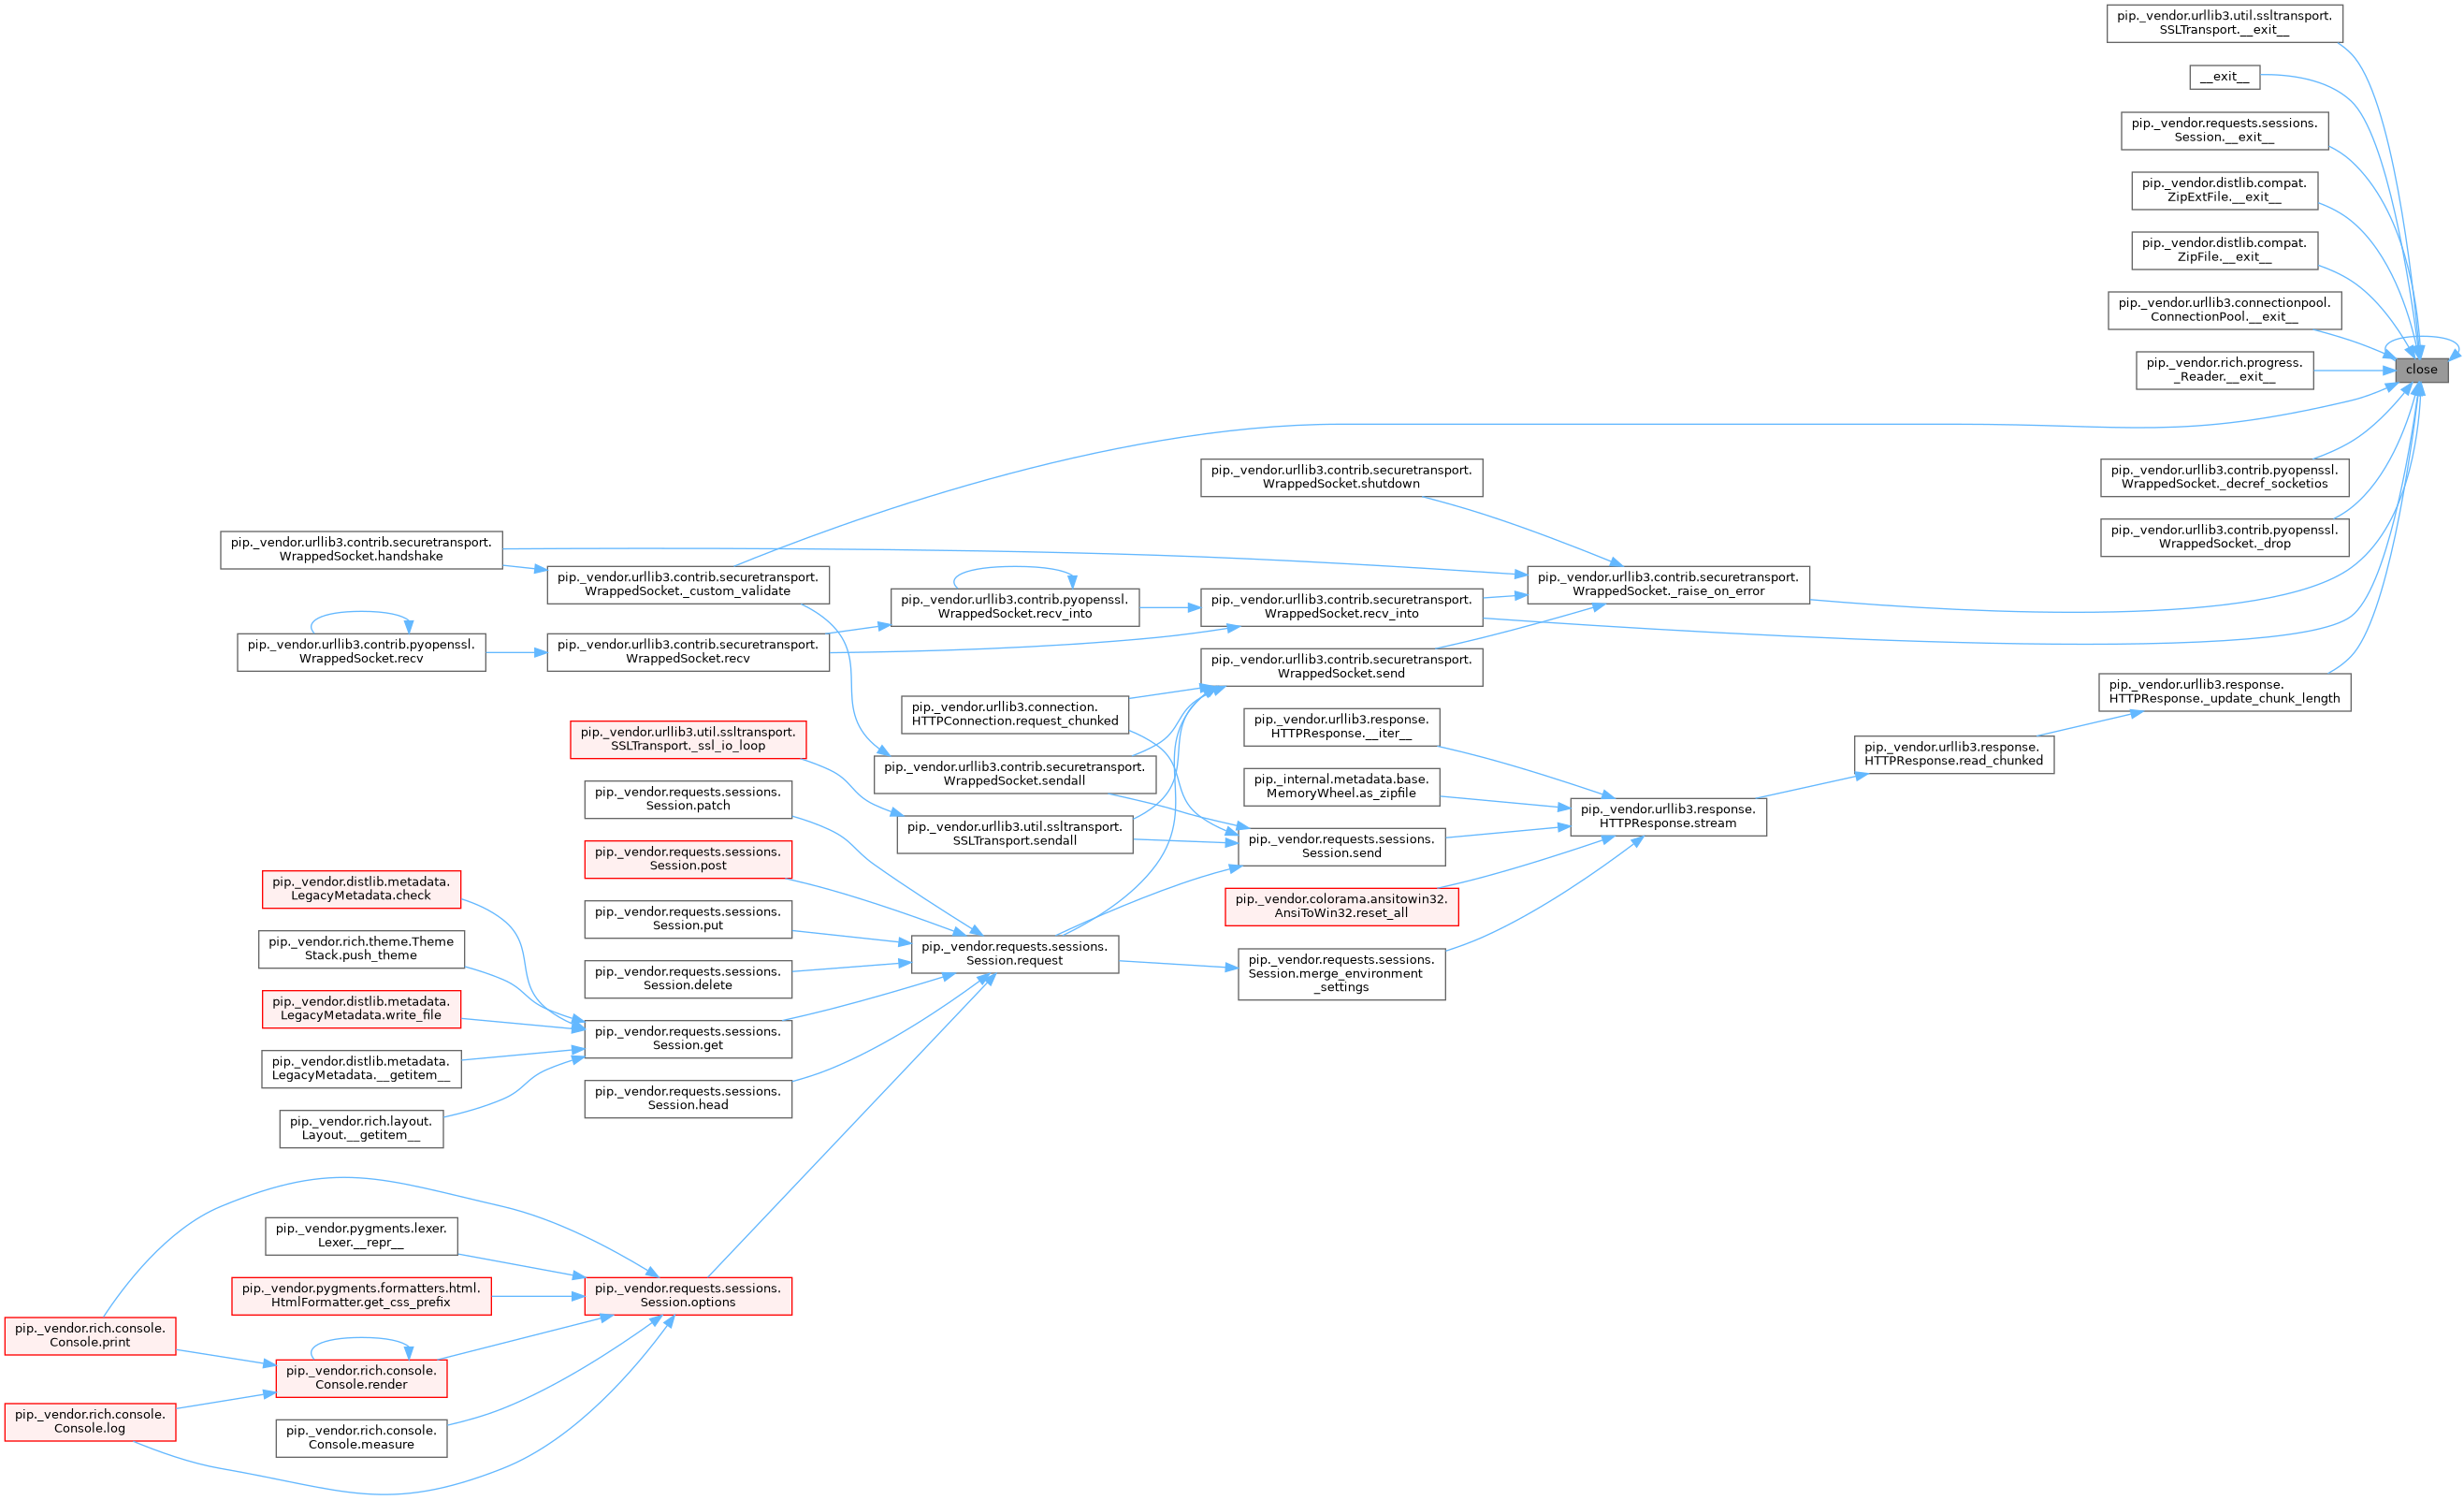 pip._vendor.urllib3.util.ssltransport.
SSLTransport.__exit__
__exit__
pip._vendor.requests.sessions.
Session.__exit__
pip._vendor.distlib.compat.
ZipExtFile.__exit__
pip._vendor.distlib.compat.
ZipFile.__exit__
pip._vendor.urllib3.connectionpool.
ConnectionPool.__exit__
pip._vendor.rich.progress.
_Reader.__exit__
close
pip._vendor.urllib3.contrib.pyopenssl.
WrappedSocket._decref_socketios
pip._vendor.urllib3.contrib.pyopenssl.
WrappedSocket._drop
pip._vendor.urllib3.contrib.securetransport.
WrappedSocket.shutdown
pip._vendor.urllib3.contrib.securetransport.
WrappedSocket.handshake
pip._vendor.urllib3.contrib.securetransport.
WrappedSocket._custom_validate
pip._vendor.urllib3.contrib.pyopenssl.
WrappedSocket.recv_into
pip._vendor.urllib3.contrib.securetransport.
WrappedSocket.recv_into
pip._vendor.urllib3.contrib.securetransport.
WrappedSocket._raise_on_error
pip._vendor.urllib3.contrib.pyopenssl.
WrappedSocket.recv
pip._vendor.urllib3.contrib.securetransport.
WrappedSocket.recv
pip._vendor.urllib3.contrib.securetransport.
WrappedSocket.send
pip._vendor.urllib3.response.
HTTPResponse._update_chunk_length
pip._vendor.urllib3.connection.
HTTPConnection.request_chunked
pip._vendor.urllib3.response.
HTTPResponse.__iter__
pip._vendor.urllib3.response.
HTTPResponse.read_chunked
pip._vendor.urllib3.util.ssltransport.
SSLTransport._ssl_io_loop
pip._vendor.urllib3.contrib.securetransport.
WrappedSocket.sendall
pip._internal.metadata.base.
MemoryWheel.as_zipfile
pip._vendor.urllib3.response.
HTTPResponse.stream
pip._vendor.requests.sessions.
Session.patch
pip._vendor.urllib3.util.ssltransport.
SSLTransport.sendall
pip._vendor.requests.sessions.
Session.send
pip._vendor.requests.sessions.
Session.post
pip._vendor.colorama.ansitowin32.
AnsiToWin32.reset_all
pip._vendor.distlib.metadata.
LegacyMetadata.check
pip._vendor.requests.sessions.
Session.put
pip._vendor.requests.sessions.
Session.request
pip._vendor.requests.sessions.
Session.merge_environment
_settings
pip._vendor.rich.theme.Theme
Stack.push_theme
pip._vendor.requests.sessions.
Session.delete
pip._vendor.distlib.metadata.
LegacyMetadata.write_file
pip._vendor.requests.sessions.
Session.get
pip._vendor.distlib.metadata.
LegacyMetadata.__getitem__
pip._vendor.requests.sessions.
Session.head
pip._vendor.rich.layout.
Layout.__getitem__
pip._vendor.pygments.lexer.
Lexer.__repr__
pip._vendor.pygments.formatters.html.
HtmlFormatter.get_css_prefix
pip._vendor.requests.sessions.
Session.options
pip._vendor.rich.console.
Console.print
pip._vendor.rich.console.
Console.render
pip._vendor.rich.console.
Console.log
pip._vendor.rich.console.
Console.measure